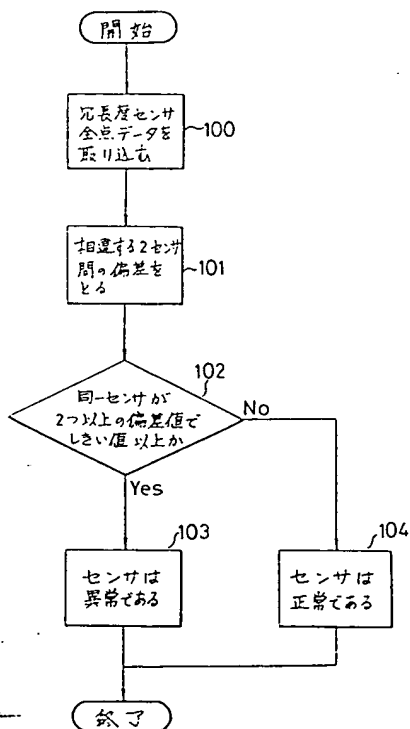 開始
冗長度センサ
全点データを
取り込む
100
相違する2センサ
間の偏差を
とる
101
102
同一センサが
2つ以上の偏差値で
しきい値以上か
No
Yes
103
センサは
異常である
104
センサは
正常である
終了